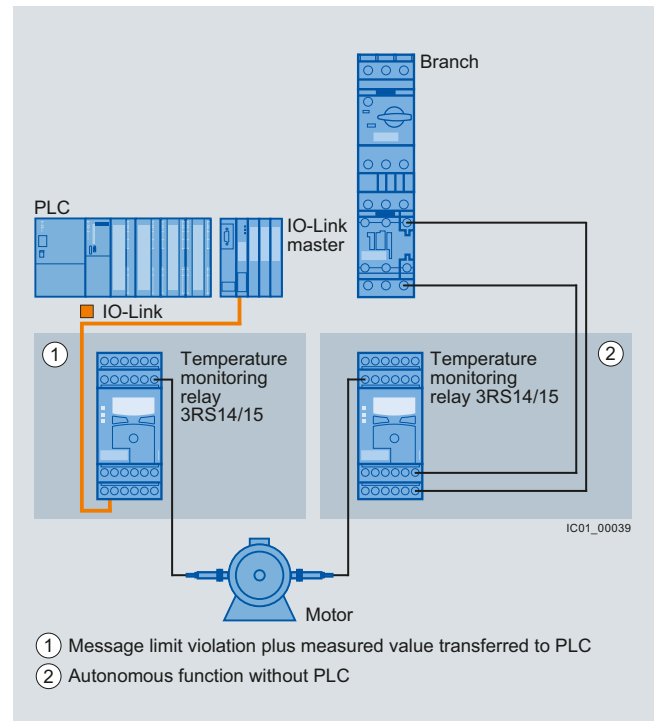 Branch
PLC
IO-Link
master
IO-Link
1
Temperature
monitoring
relay
3RS14/15
Temperature
monitoring
relay 3RS14/15
2
IC01_00039
Motor
1 Message limit violation plus measured value transferred to PLC
2 Autonomous function without PLC